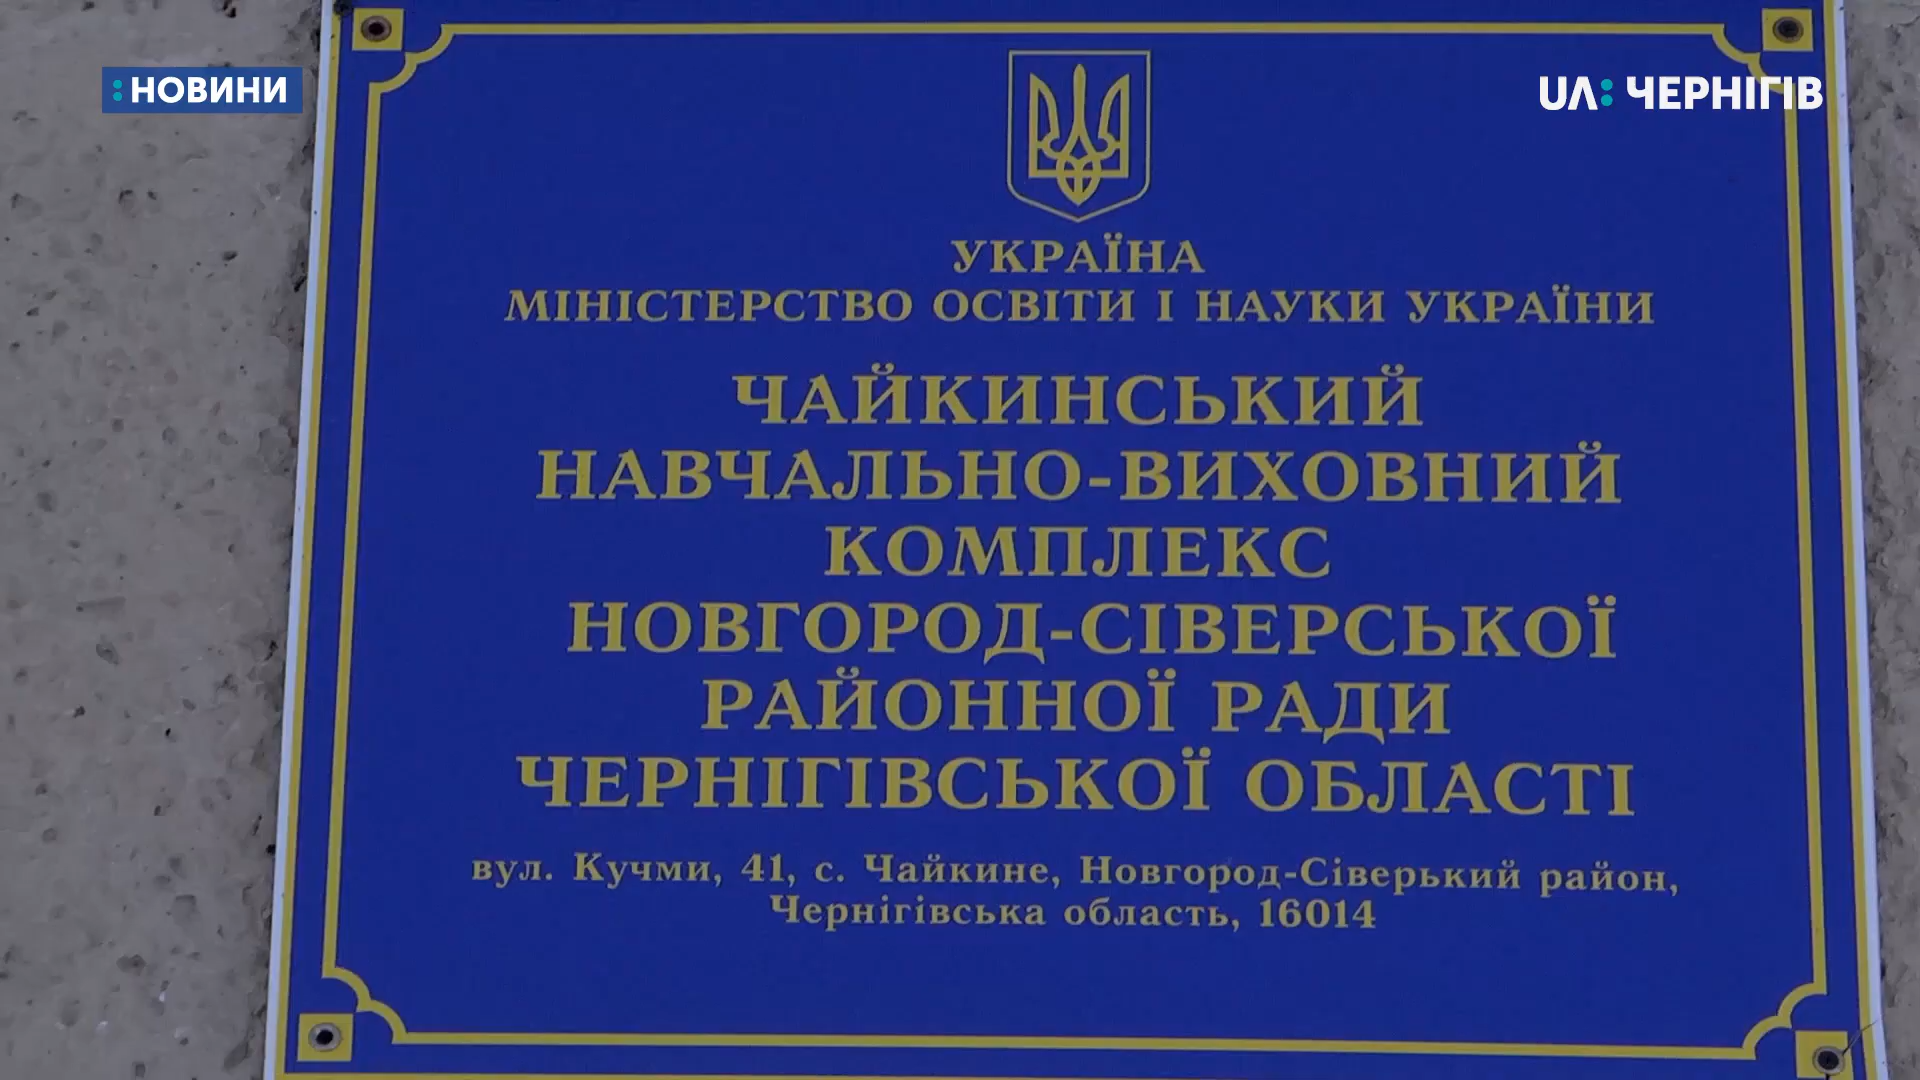 :НОВИНИ
UA: ЧЕРНІГІВ
УКРАЇНА
МІНІСТЕРСТВО ОСВІТИ І НАУКИ УКРАЇНИ
ЧАЙКИНСЬКИЙ
НАВЧАЛЬНО-ВИХОВНИЙ
КОМПЛЕКС
НОВГОРОД-СІВЕРСЬКОЇ
РАЙОННОЇ РАДИ
ЧЕРНІГІВСЬКОЇ ОБЛАСТІ
вул. Кучми, 41, с. Чайкине, Новгород-Сіверький район,
Чернігівська область, 16014